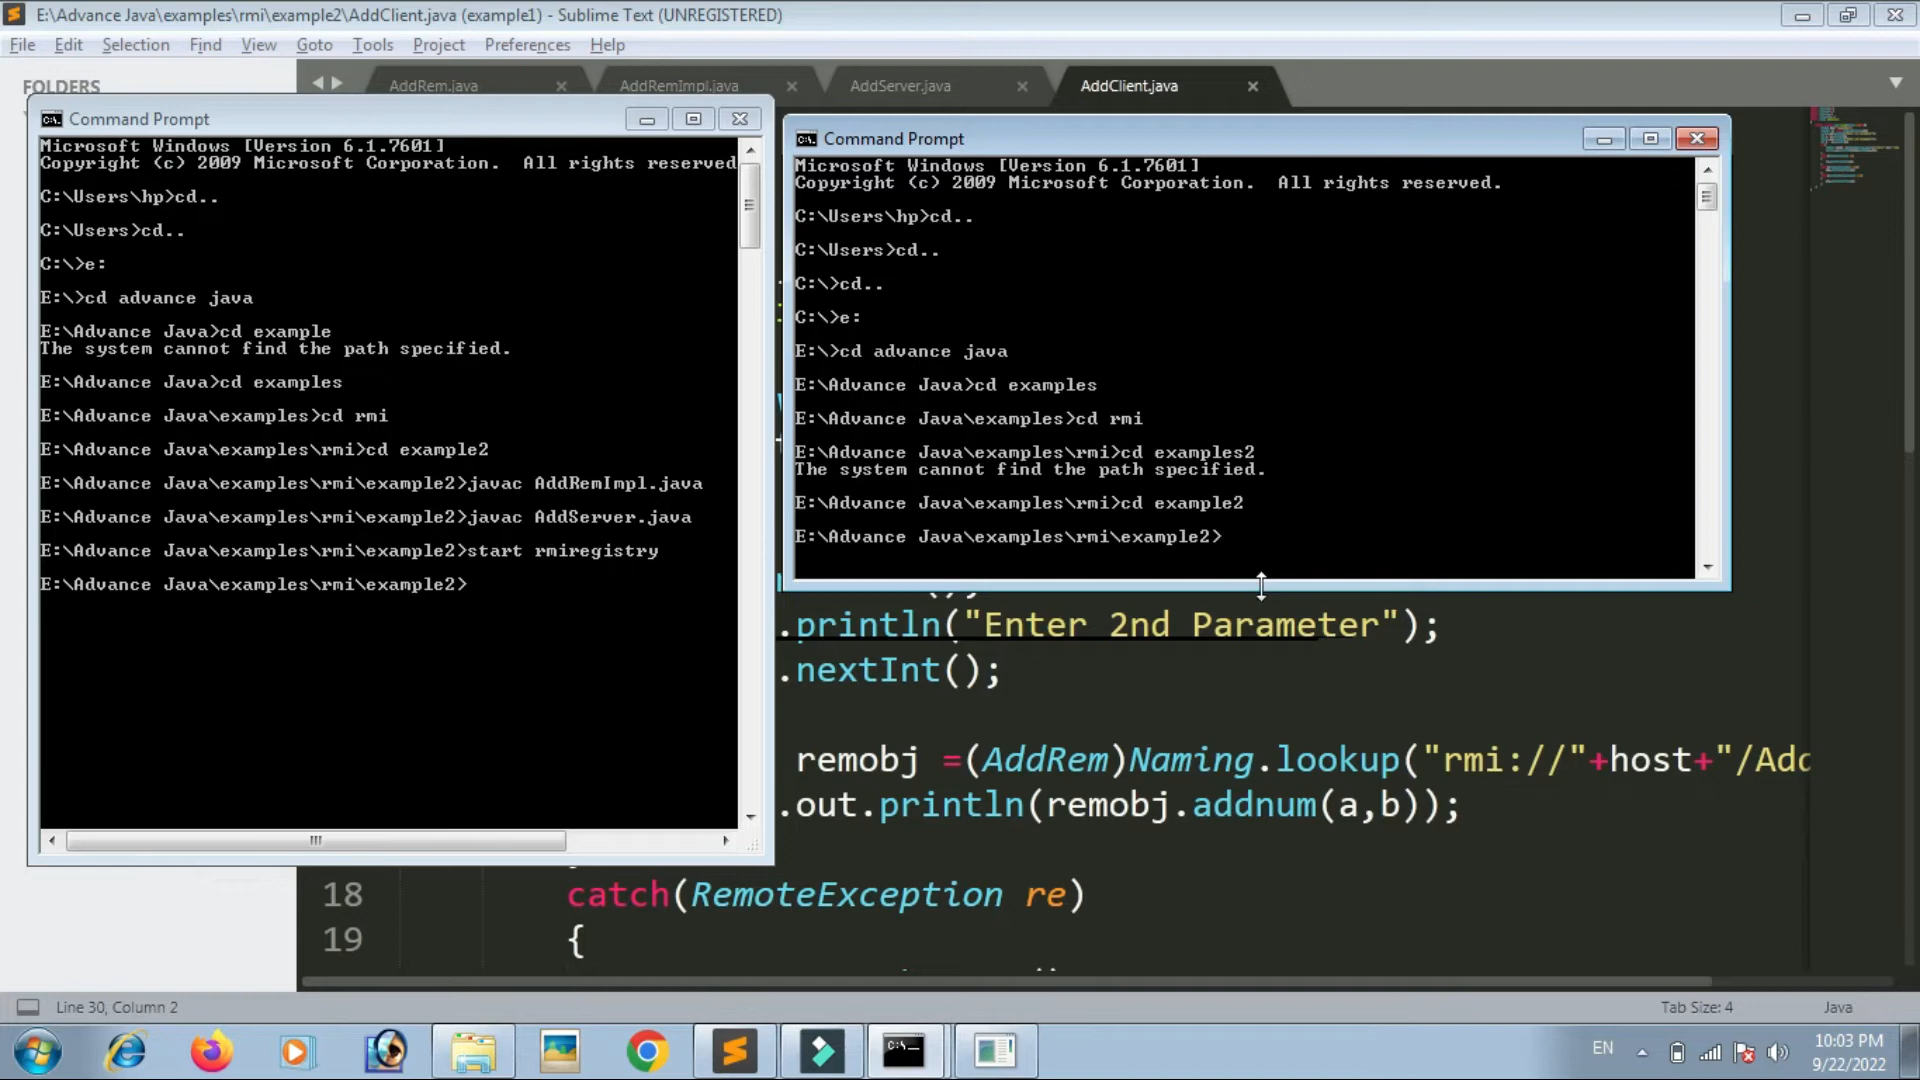 E:\Advance Java\examples\rmi\example2\AddClient.java (example1) - Sublime Text (UNREGISTERED)
File Edit Selection Find View Goto Tools Project Preferences Help
FOLDERS
AddRem.java
AddRemImpl.java
AddServer.java
AddClient.java
Command Prompt
Microsoft Windows [Version 6.1.7601]
Copyright (c) 2009 Microsoft Corporation. All rights reserved
C:\Users\hp>cd..
C:\Users>cd..
C:\>e:
E:\>cd advance java
E:\Advance Java>cd example
The system cannot find the path specified.
E:\Advance Java>cd examples
E:\Advance Java\examples>cd rmi
E:\Advance Java\examples\rmi>cd example2
E:\Advance Java\examples\rmi\example2>javac AddRemImpl.java
E:\Advance Java\examples\rmi\example2>javac AddServer.java
E:\Advance Java\examples\rmi\example2>start rmiregistry
E:\Advance Java\examples\rmi\example2>
Command Prompt
Microsoft Windows [Version 6.1.7601]
Copyright (c) 2009 Microsoft Corporation. All rights reserved.
C:\Users\hp>cd..
C:\Users>cd..
C:\>cd..
C:\>e:
E:\>cd advance java
E:\Advance Java>cd examples
E:\Advance Java\examples>cd rmi
E:\Advance Java\examples\rmi>cd examples2
The system cannot find the path specified.
E:\Advance Java\examples\rmi>cd example2
E:\Advance Java\examples\rmi\example2>
.println("Enter 2nd Parameter");
.nextInt();
remobj =(AddRem)Naming.lookup("rmi://"+host+"/Add
.out.println(remobj.addnum(a,b));
18 catch(RemoteException re)
19 {
Line 30, Column 2
Tab Size: 4
Java
EN
10:03 PM
9/22/2022